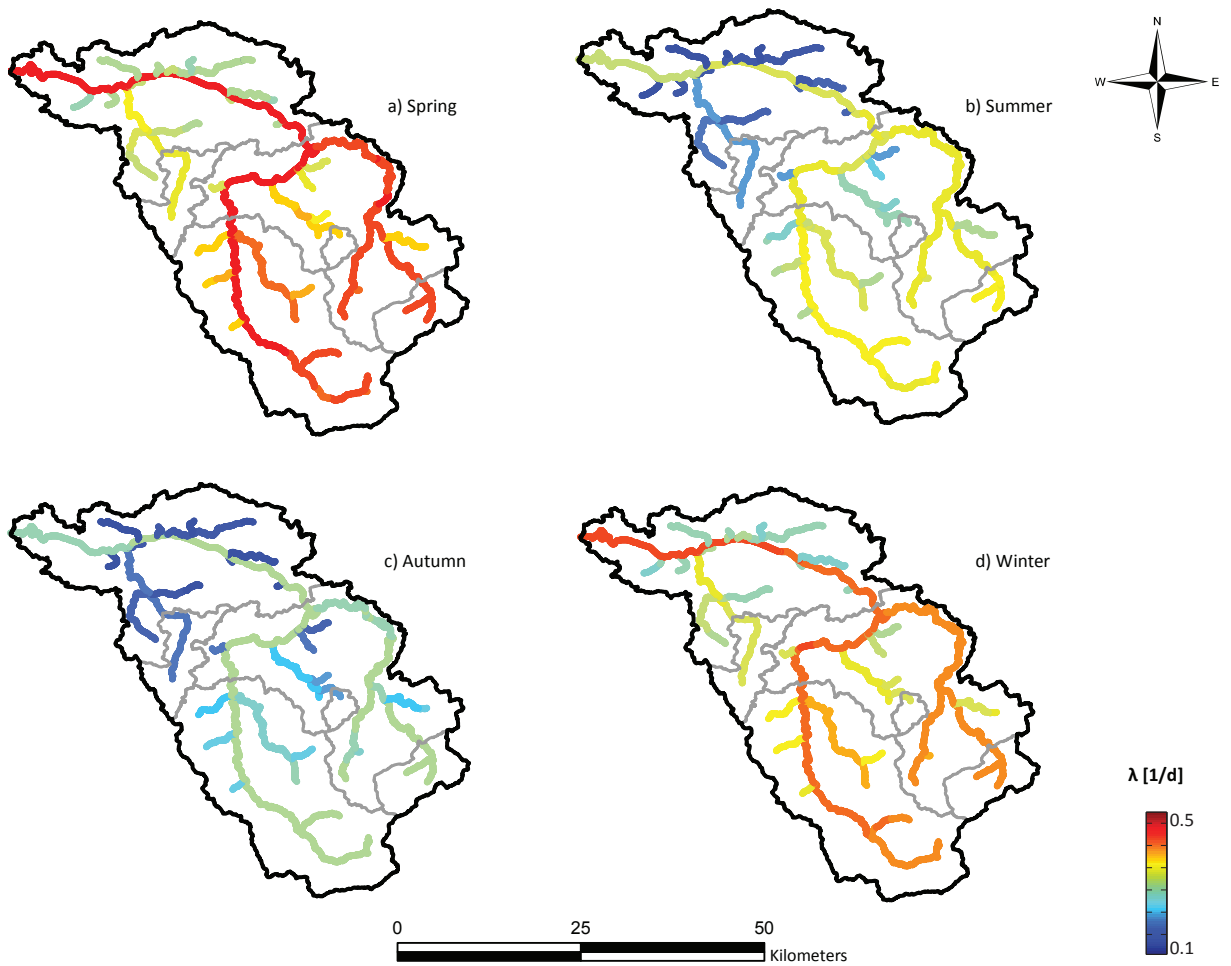 N
W
E
S
a) Spring
b) Summer
c) Autumn
d) Winter
λ [1/d]
0.5
0.1
0
25
50
Kilometers